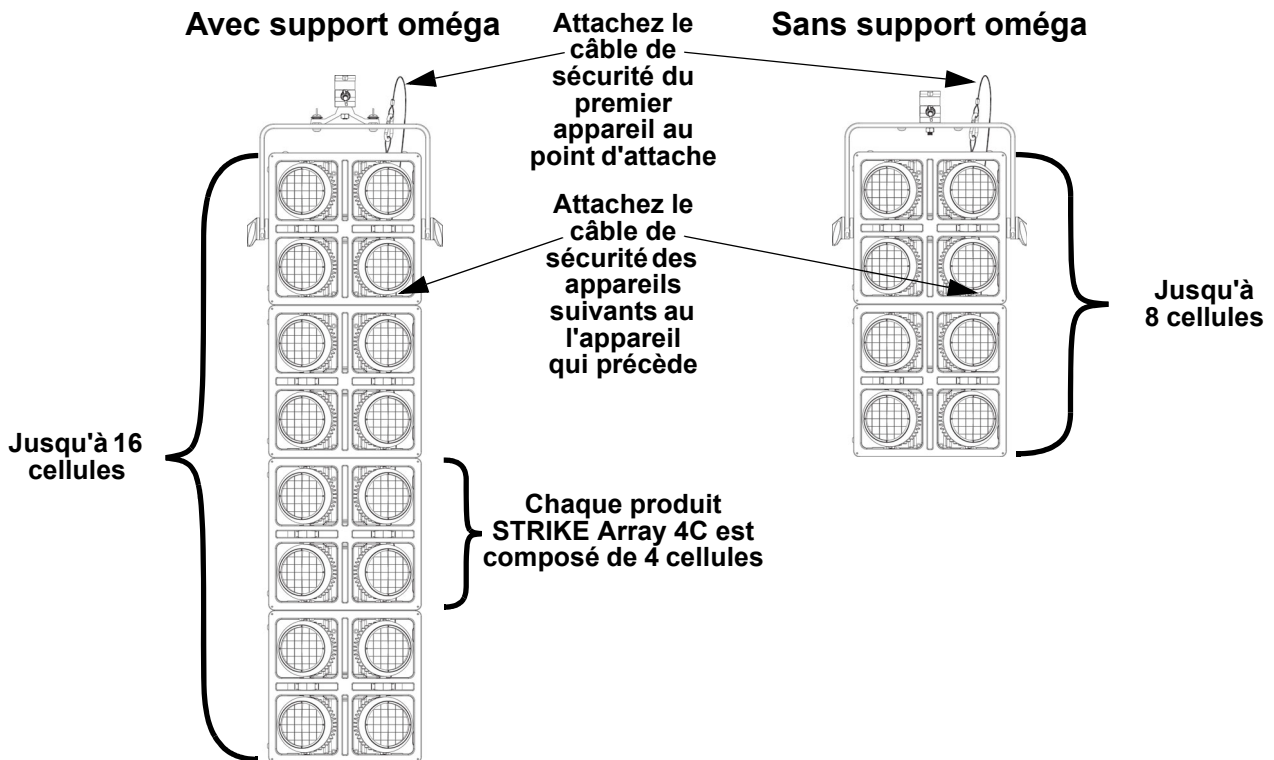 Avec support oméga
Attachez le
câble de
sécurité du
premier
appareil au
point d'attache
Sans support oméga
Attachez le
câble de
sécurité des
appareils
suivants au
l'appareil
qui précède
Jusqu'à
8 cellules
Jusqu'à 16
cellules
Chaque produit
STRIKE Array 4C est
composé de 4 cellules